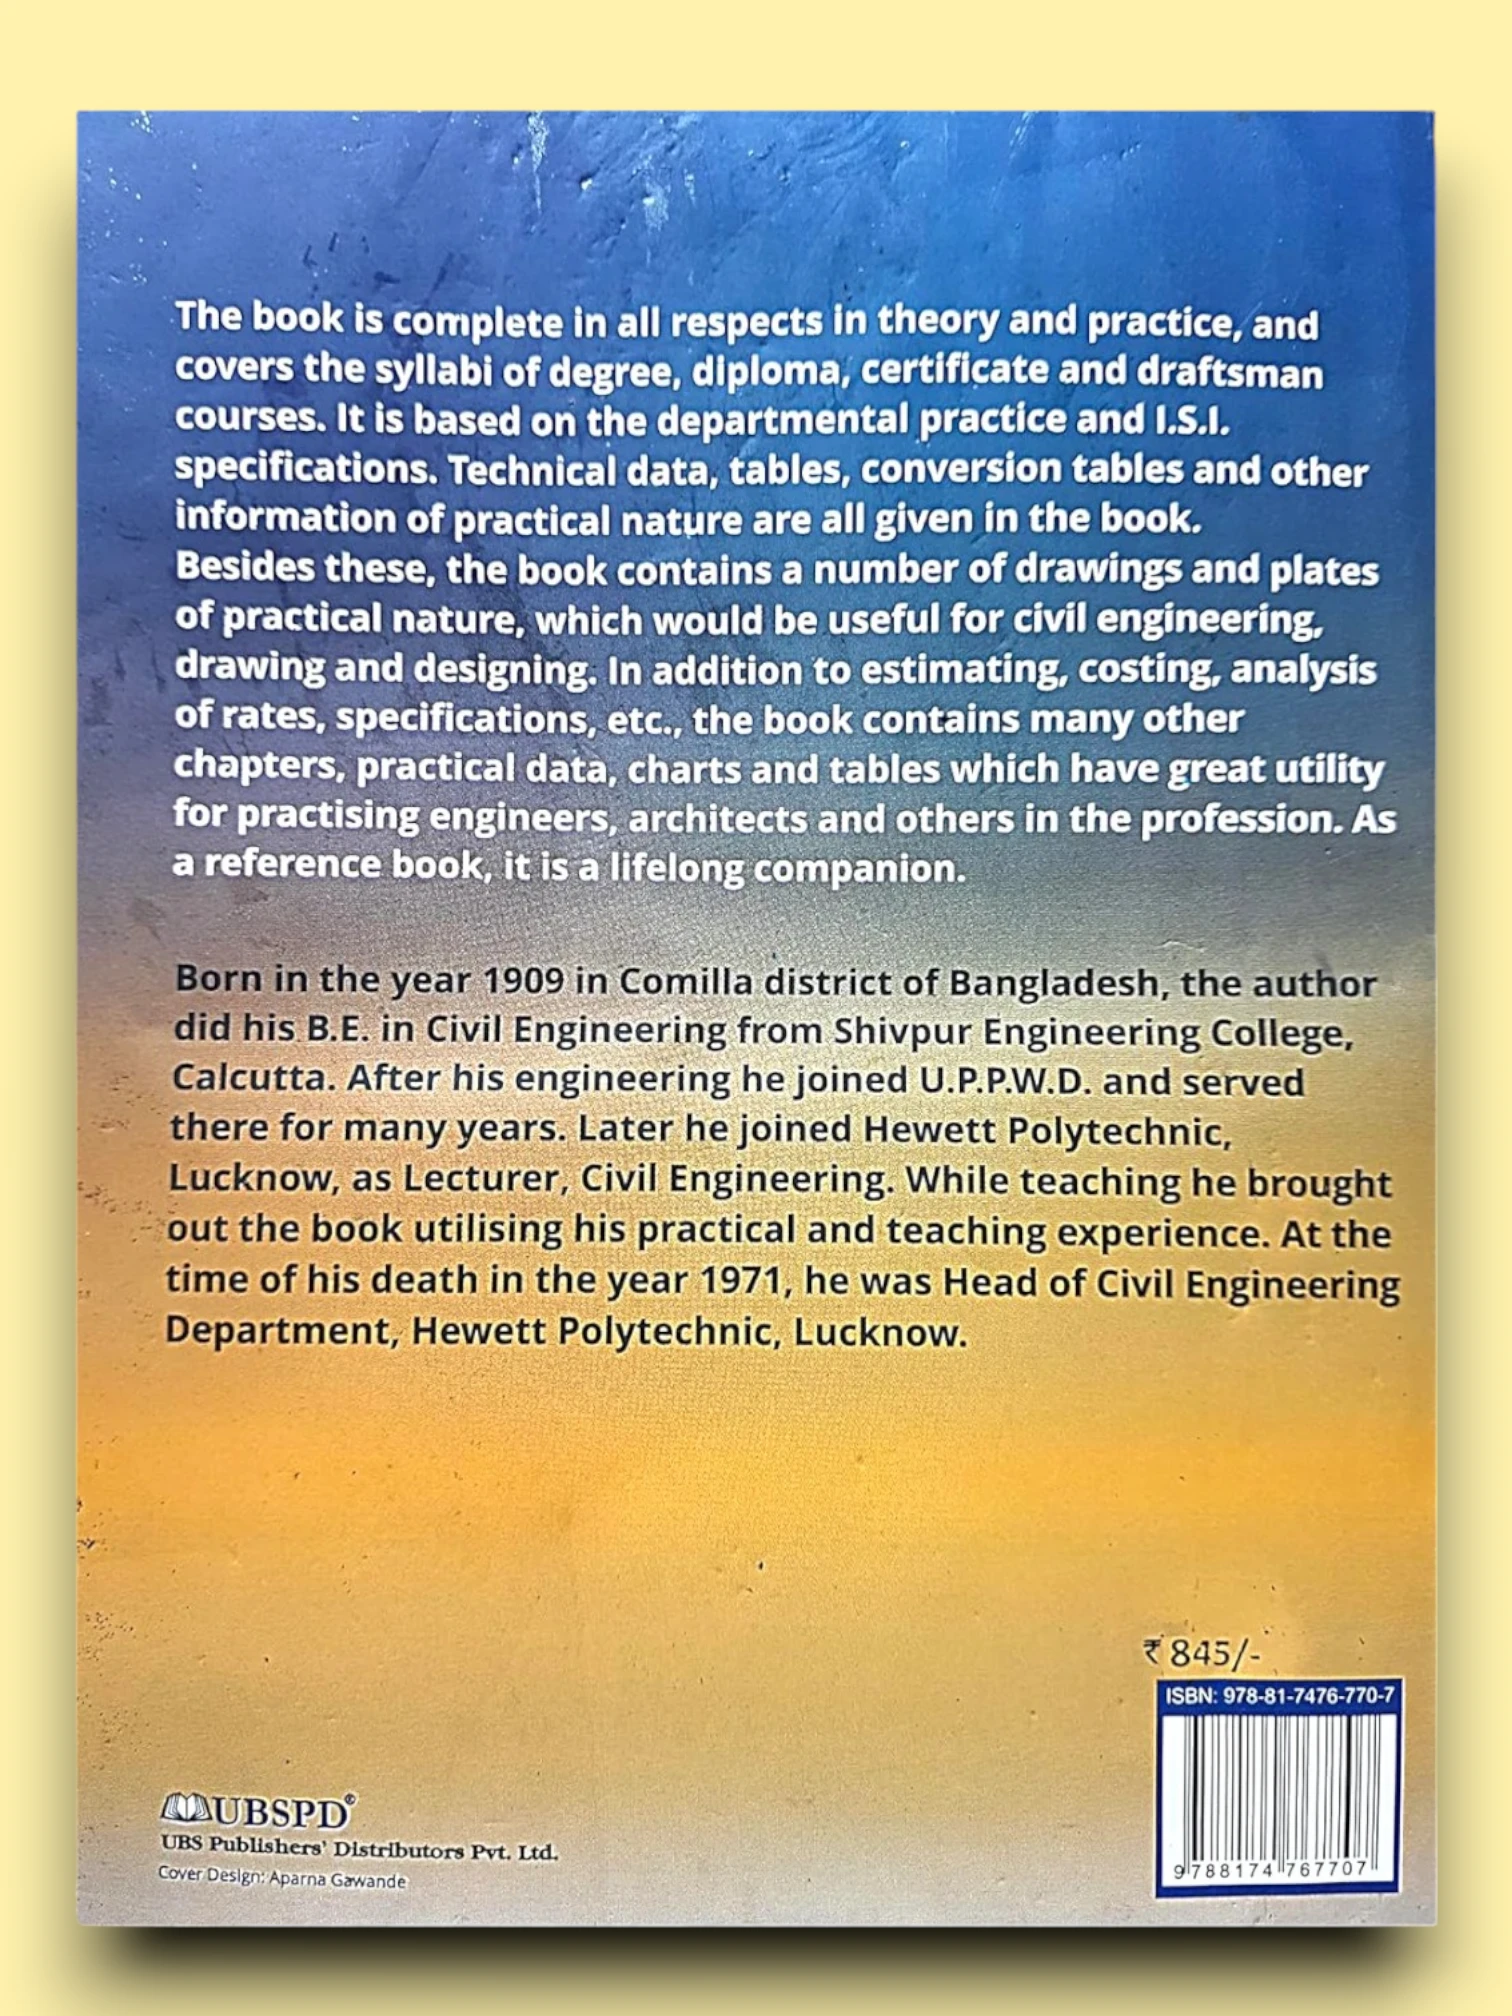 The book is complete in all respects in theory and practice, and
covers the syllabi of degree, diploma, certificate and draftsman
courses. It is based on the departmental practice and I.S.I.
specifications. Technical data, tables, conversion tables and other
information of practical nature are all given in the book.
Besides these, the book contains a number of drawings and plates
of practical nature, which would be useful for civil engineering,
drawing and designing. In addition to estimating, costing, analysis
of rates, specifications, etc., the book contains many other
chapters, practical data, charts and tables which have great utility
for practising engineers, architects and others in the profession. As
a reference book, it is a lifelong companion.
Born in the year 1909 in Comilla district of Bangladesh, the author
did his B.E. in Civil Engineering from Shivpur Engineering College,
Calcutta. After his engineering he joined U.P.P.W.D. and served
there for many years. Later he joined Hewett Polytechnic,
Lucknow, as Lecturer, Civil Engineering. While teaching he brought
out the book utilising his practical and teaching experience. At the
time of his death in the year 1971, he was Head of Civil Engineering
Department, Hewett Polytechnic, Lucknow.
₹ 845/-
ISBN: 978-81-7476-770-7
9 788174 767707
UBSPD®
UBS Publishers' Distributors Pvt. Ltd.
Cover Design: Aparna Gawande